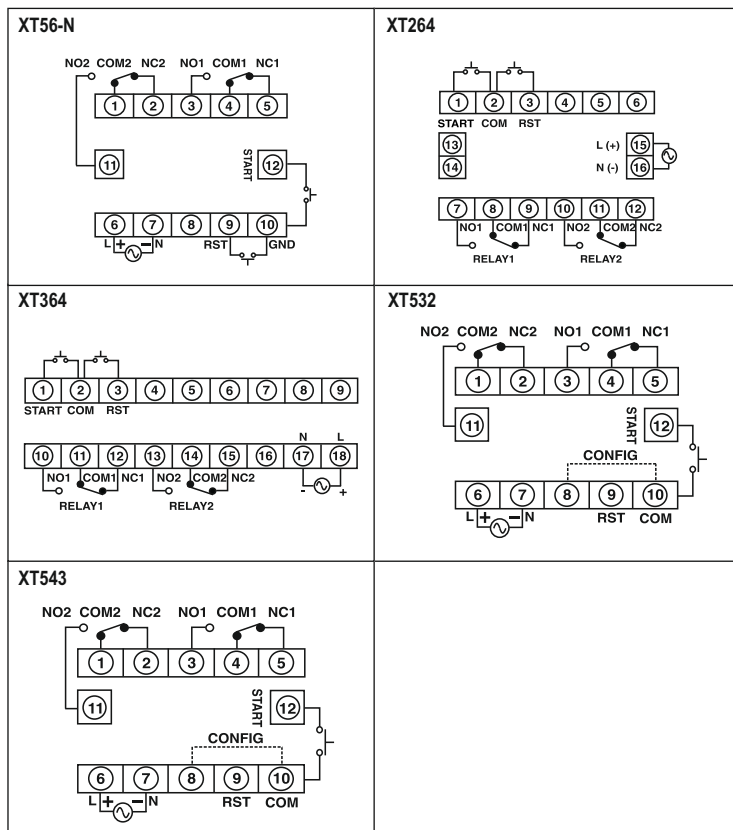 XT56-N
NO2 COM2 NC2 NO1 COM1 NC1
1 2 3 4 5
11 START 12
6 7 8 9 10
L + − N RST GND
XT264
1 2 3 4 5 6
START COM RST
13 L (+) 15
14 N (-) 16
7 8 9 10 11 12
NO1 COM1 NC1 NO2 COM2 NC2
RELAY1 RELAY2
XT364
1 2 3 4 5 6 7 8 9
START COM RST
N L
10 11 12 13 14 15 16 17 18
NO1 COM1 NC1 NO2 COM2 NC2 - +
RELAY1 RELAY2
XT532
NO2 COM2 NC2 NO1 COM1 NC1
1 2 3 4 5
11 START 12
CONFIG
6 7 8 9 10
L + − N RST COM
XT543
NO2 COM2 NC2 NO1 COM1 NC1
1 2 3 4 5
11 START 12
CONFIG
6 7 8 9 10
L + − N RST COM